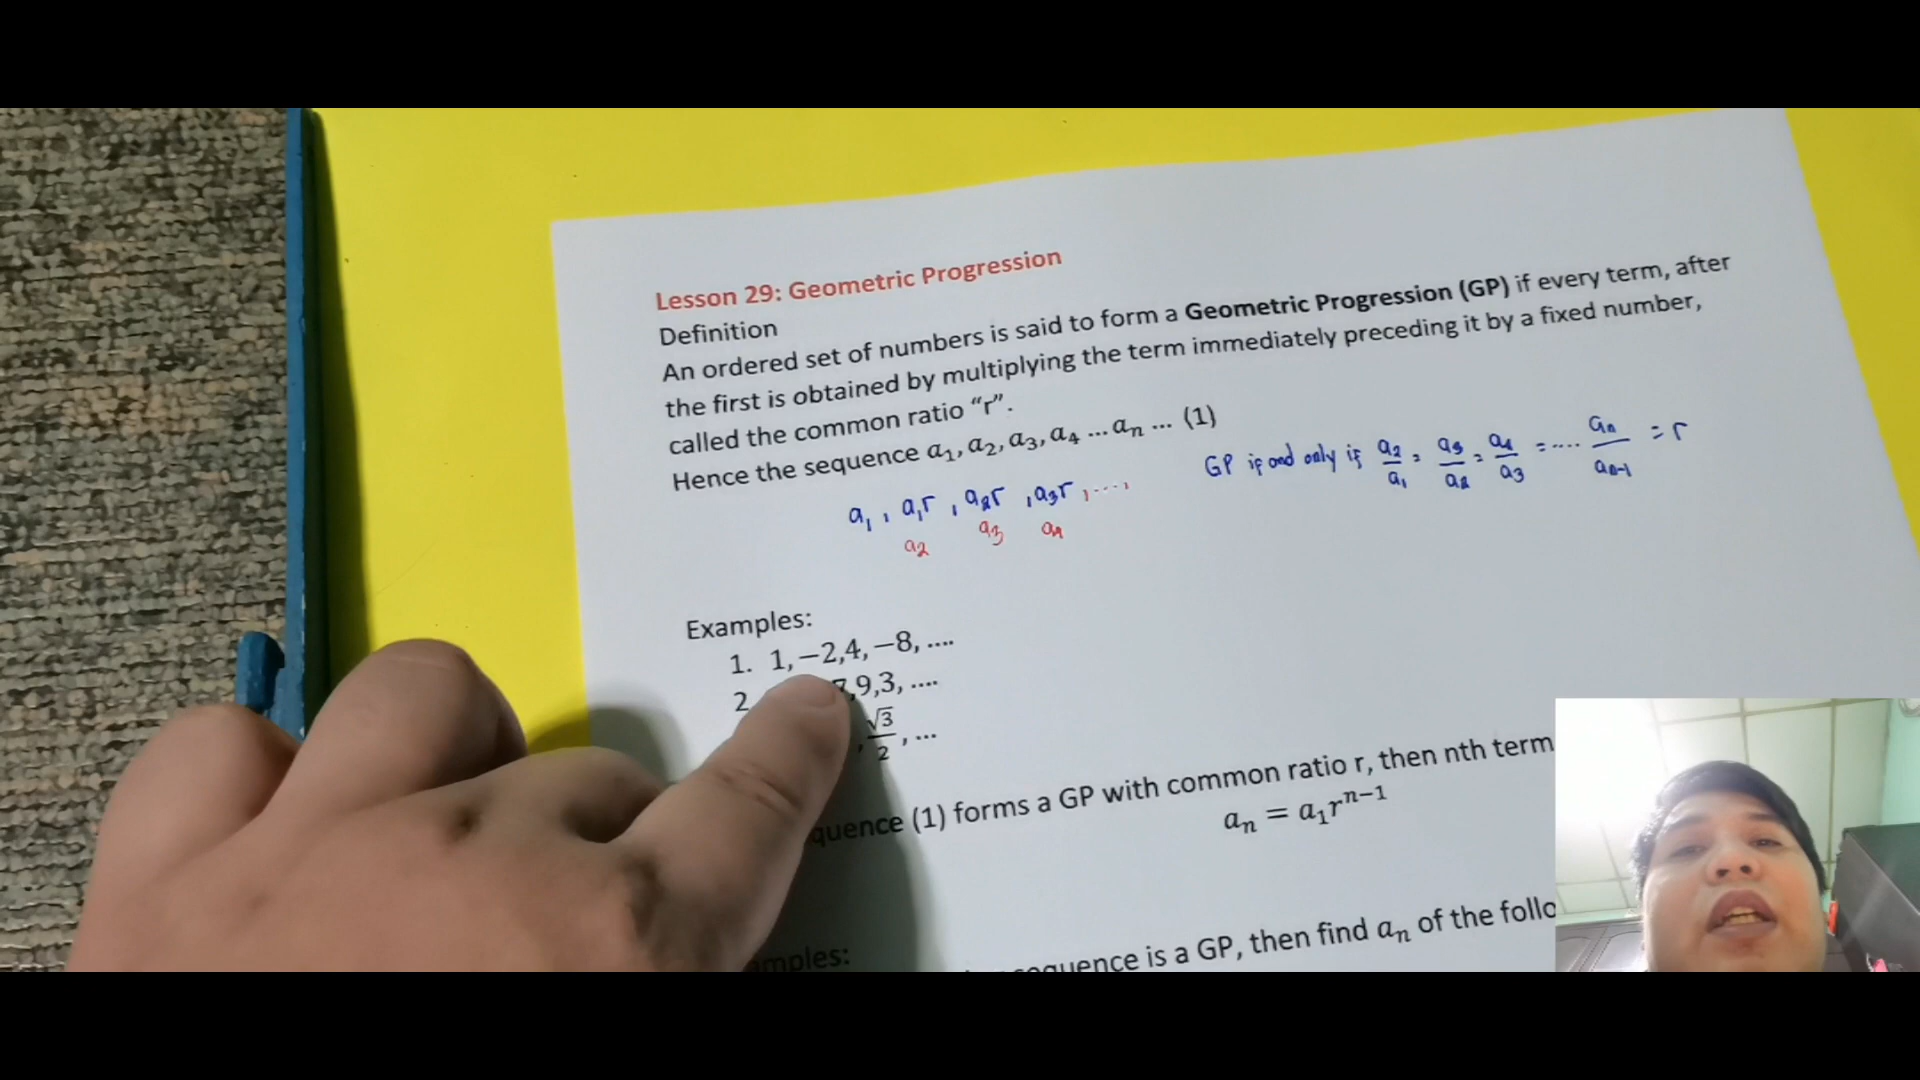 Lesson 29: Geometric Progression
Definition
An ordered set of numbers is said to form a Geometric Progression (GP) if every term, after
the first is obtained by multiplying the term immediately preceding it by a fixed number,
called the common ratio “r”.
Hence the sequence a₁, a₂, a₃, a₄ ... aₙ ... (1)
GP if and only if a₂/a₁ = a₃/a₂ = a₄/a₃ = .... aₙ/aₙ₋₁ = r
a₁, a₁r, a₂r, a₃r, ....,
a₂ a₃ a₄
Examples:
1. 1,−2,4,−8, ....
2. ,9,3, ....
, √3/2, ...
(1) forms a GP with common ratio r, then nth term
aₙ = a₁rⁿ⁻¹
is a GP, then find aₙ of the